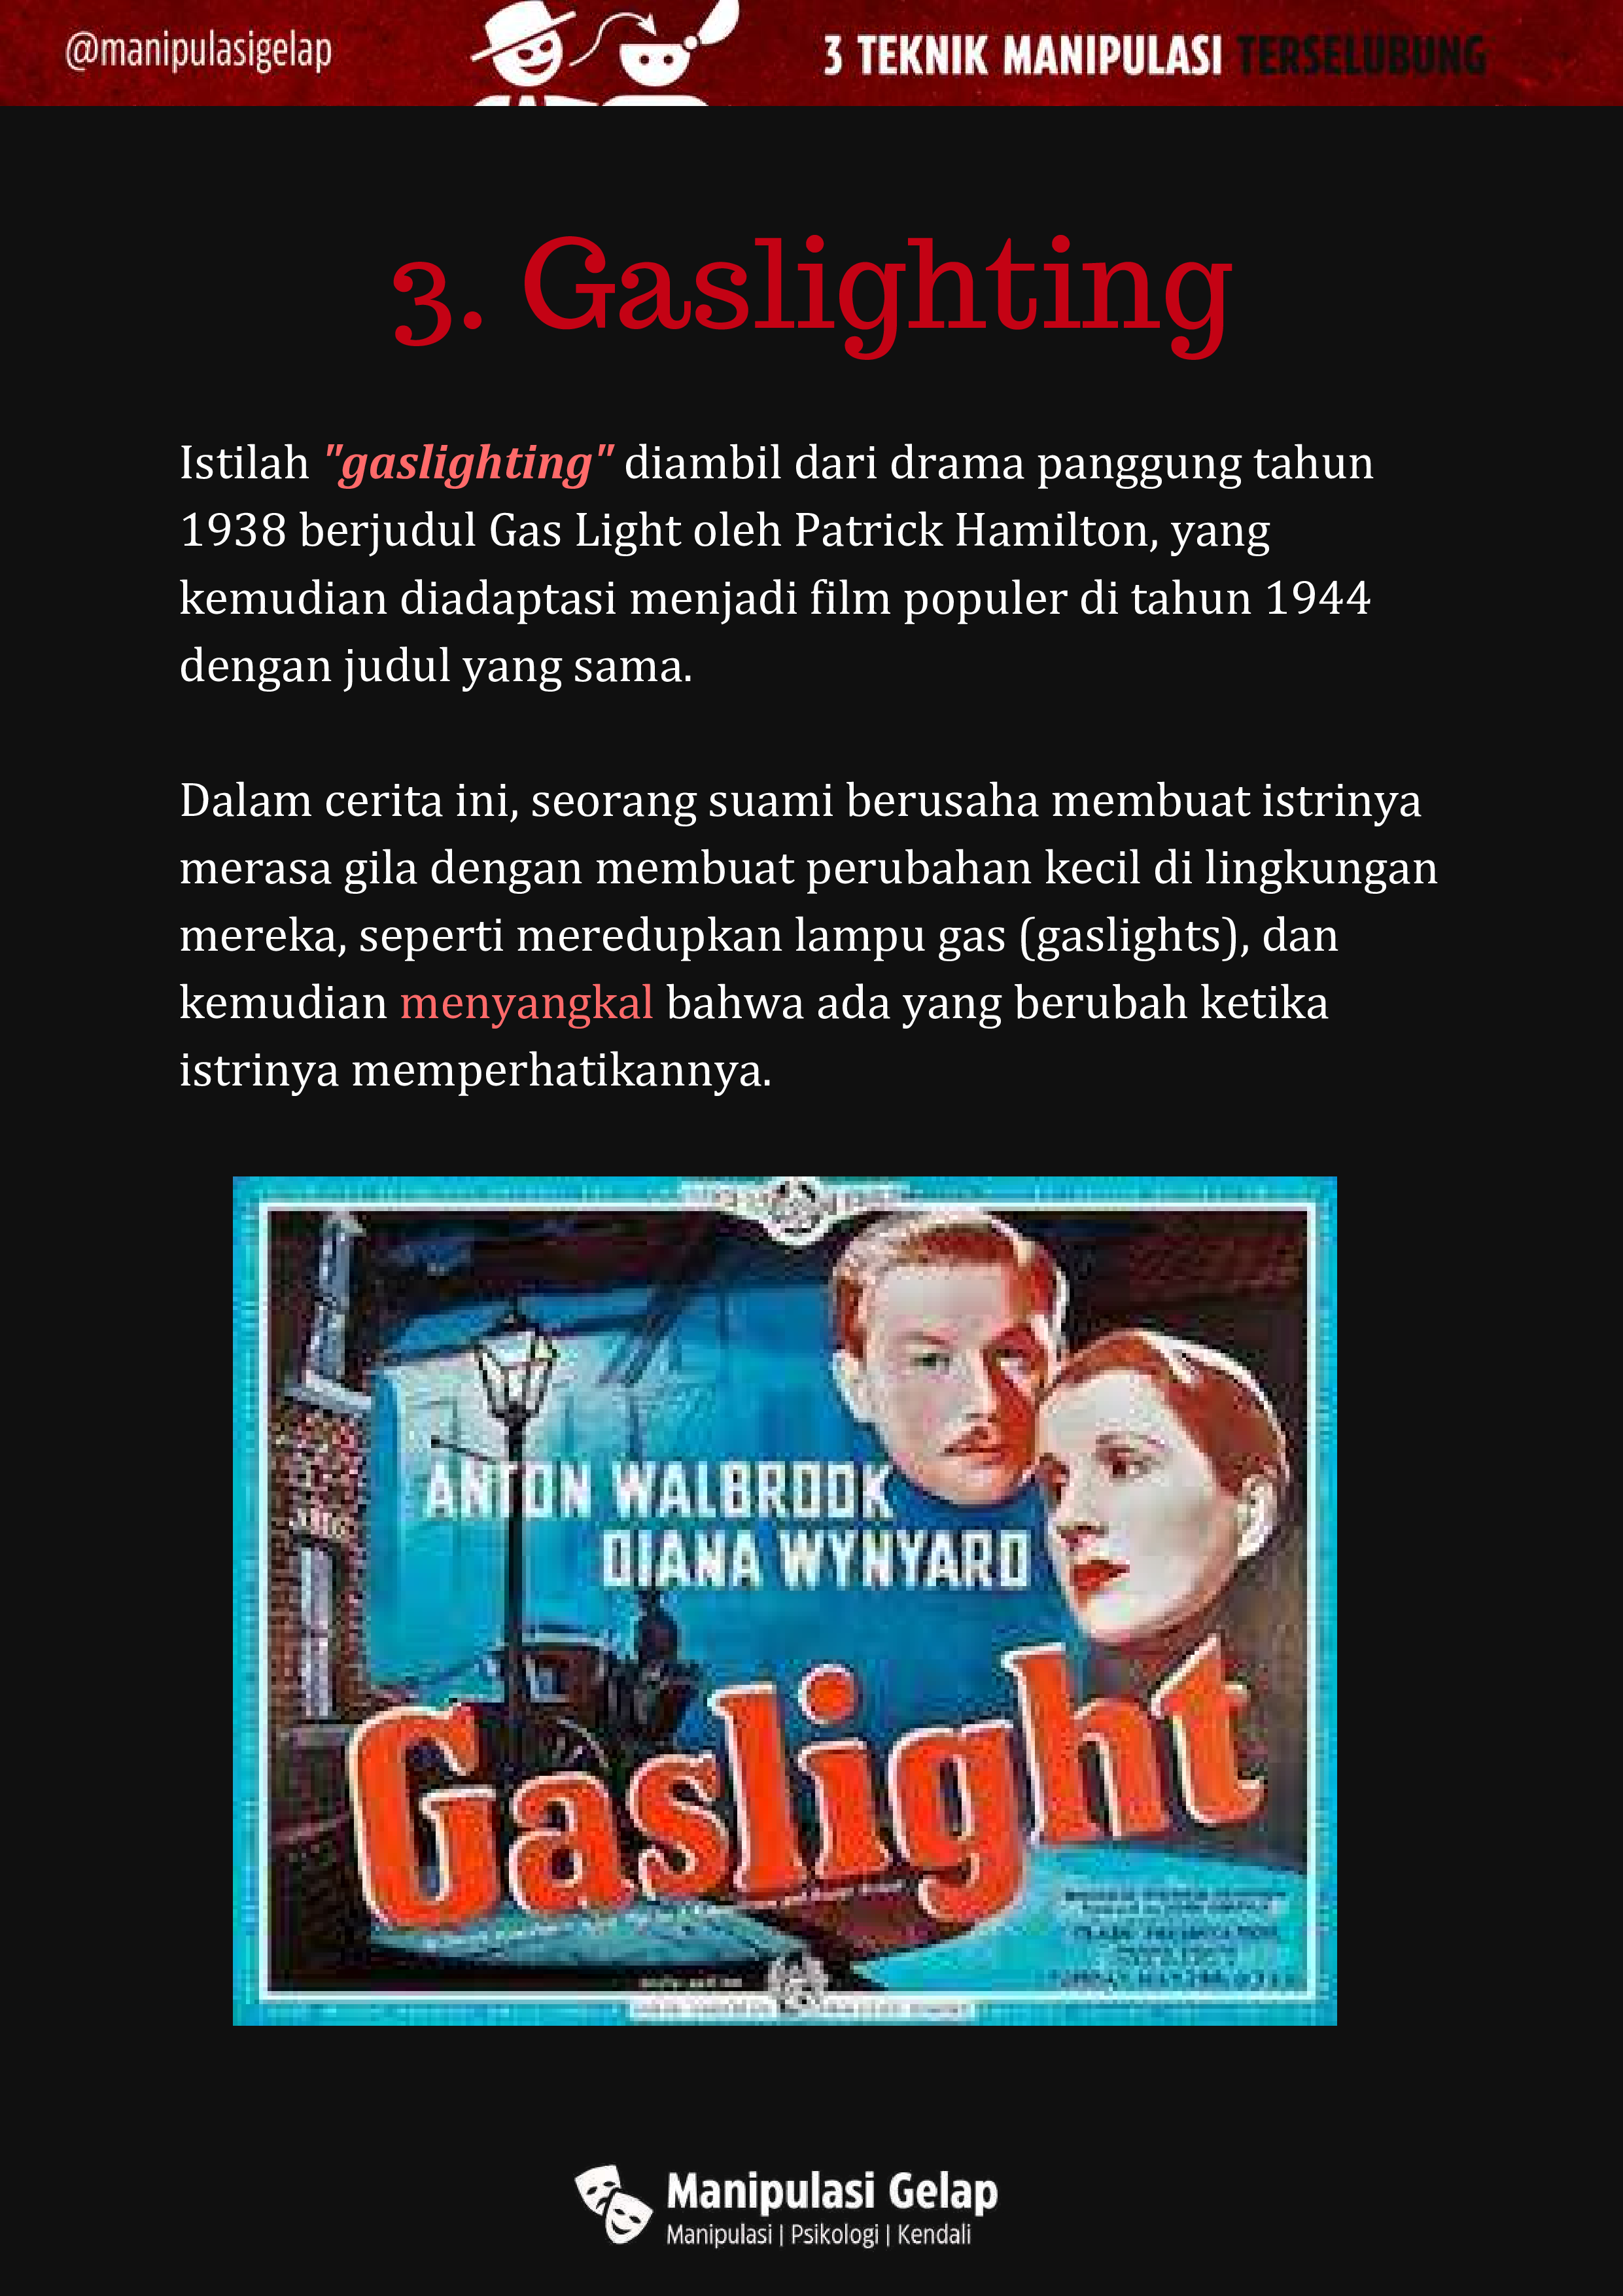 @manipulasigelap
3 TEKNIK MANIPULASI TERSELUBUNG
3. Gaslighting
Istilah "gaslighting" diambil dari drama panggung tahun
1938 berjudul Gas Light oleh Patrick Hamilton, yang
kemudian diadaptasi menjadi film populer di tahun 1944
dengan judul yang sama.
Dalam cerita ini, seorang suami berusaha membuat istrinya
merasa gila dengan membuat perubahan kecil di lingkungan
mereka, seperti meredupkan lampu gas (gaslights), dan
kemudian menyangkal bahwa ada yang berubah ketika
istrinya memperhatikannya.
ANTON WALBROOK
DIANA WYNYARD
Gaslight
Manipulasi Gelap
Manipulasi | Psikologi | Kendali